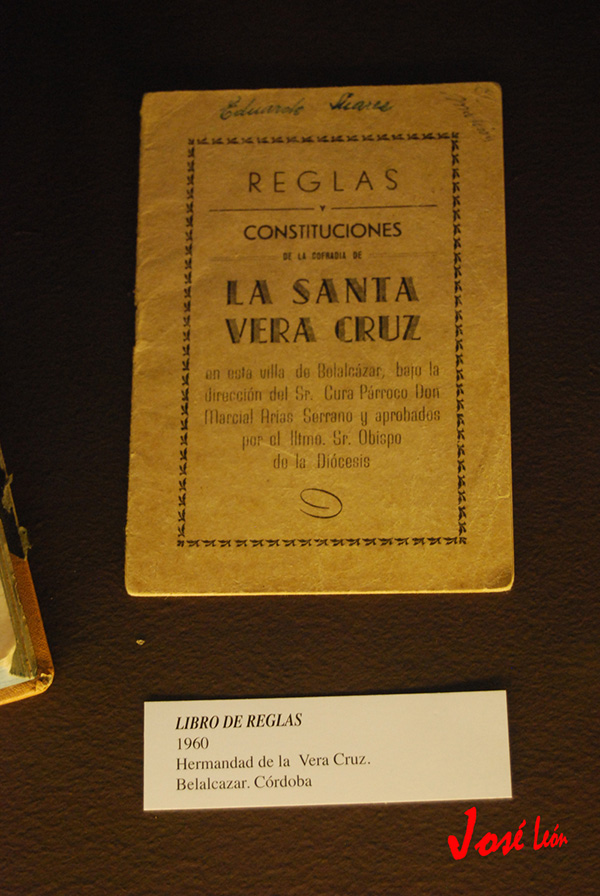 Eduardo Suares
REGLAS
Y
CONSTITUCIONES
DE LA COFRADIA DE
LA SANTA
VERA CRUZ
en esta villa de Belalcázar, bajo la
dirección del Sr. Cura Párroco Don
Marcial Arias Serrano y aprobados
por el Iltmo. Sr. Obispo
de la Diócesis
LIBRO DE REGLAS
1960
Hermandad de la Vera Cruz.
Belalcazar. Córdoba
José León